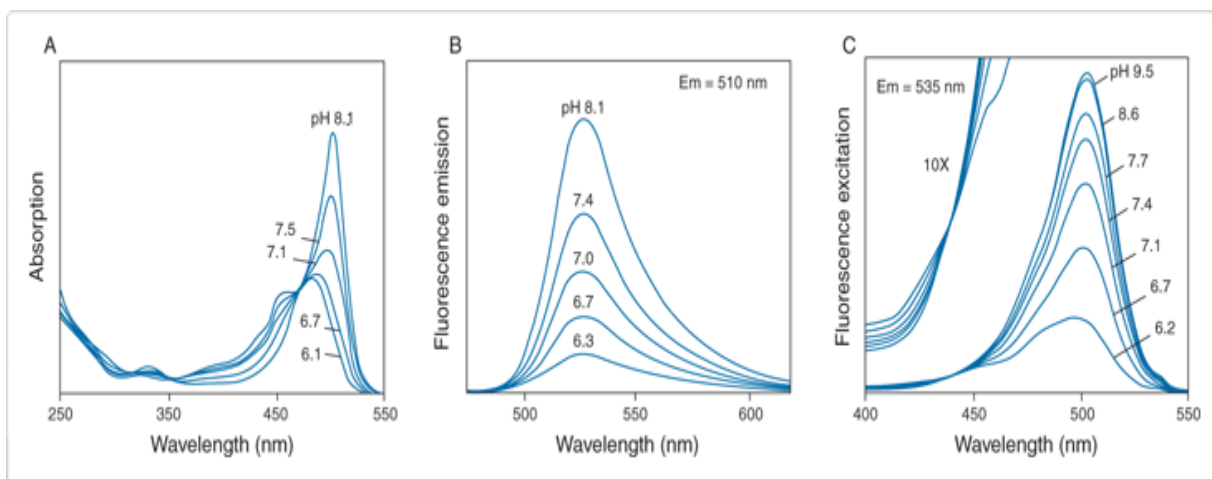 A
Absorption
pH 8.1
7.5
7.1
6.7
6.1
250
350
450
550
Wavelength (nm)
B
Fluorescence emission
Em = 510 nm
pH 8.1
7.4
7.0
6.7
6.3
500
550
600
Wavelength (nm)
C
Fluorescence excitation
Em = 535 nm
10X
pH 9.5
8.6
7.7
7.4
7.1
6.7
6.2
400
450
500
550
Wavelength (nm)